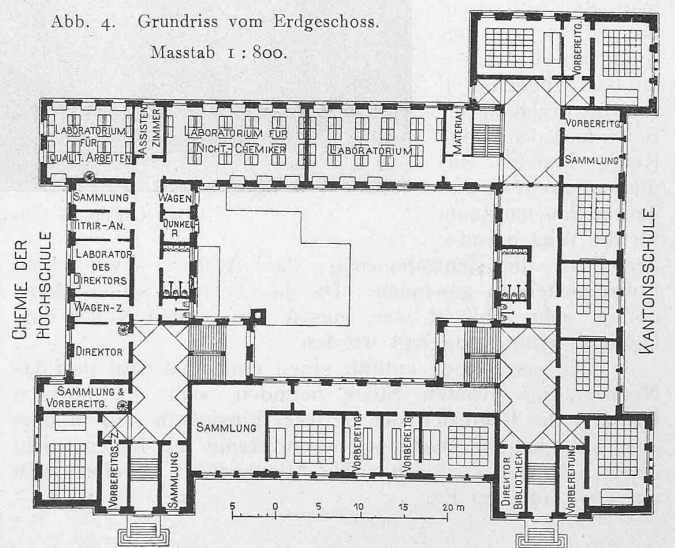 Abb. 4. Grundriss vom Erdgeschoss.
Masstab 1 : 800.
VORBEREITG.
LABORATORIUM
FÜR
QUALIT. ARBEITEN
ASSISTEN
ZIMMER
LABORATORIUM FÜR
NICHT-CHEMIKER
LABORATORIUM
MATERIAL
VORBEREITG.
SAMMLUNG
SAMMLUNG
WAGEN
TITRIR-AN.
DUNKEL
R
LABORATOR
DES
DIREKTORS
WAGEN-Z.
DIREKTOR
CHEMIE DER
HOCHSCHULE
KANTONSSCHULE
SAMMLUNG &
VORBEREITG.
VORBEREITGS-Z.
SAMMLUNG
SAMMLUNG
VORBEREITG.
VORBEREITG.
DIREKTOR
BIBLIOTHEK
VORBEREITUNG
5 0 5 10 15 20 m